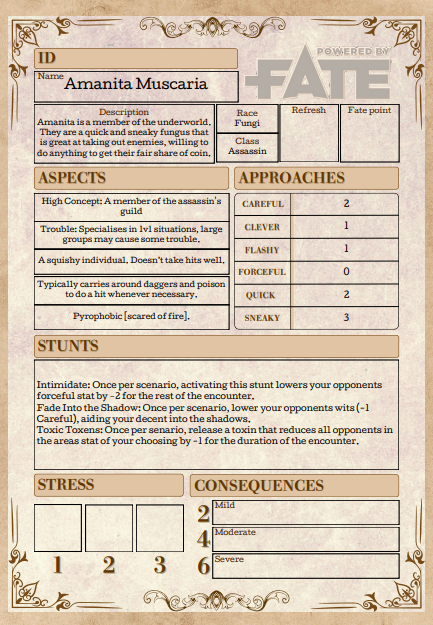 ID
POWERED BY
FATE
Name Amanita Muscaria
Description
Amanita is a member of the underworld.
They are a quick and sneaky fungus that
is great at taking out enemies, willing to
do anything to get their fair share of coin.
Race
Fungi
Class
Assassin
Refresh
Fate point
ASPECTS
High Concept: A member of the assassin's
guild
Trouble: Specialises in 1v1 situations, large
groups may cause some trouble.
A squishy individual. Doesn't take hits well.
Typically carries around daggers and poison
to do a hit whenever necessary.
Pyrophobic [scared of fire].
APPROACHES
CAREFUL 2
CLEVER 1
FLASHY 1
FORCEFUL 0
QUICK 2
SNEAKY 3
STUNTS
Intimidate: Once per scenario, activating this stunt lowers your opponents
forceful stat by -2 for the rest of the encounter.
Fade Into the Shadow: Once per scenario, lower your opponents wits (-1
Careful), aiding your decent into the shadows.
Toxic Toxens: Once per senario, release a toxin that reduces all opponents in
the areas stat of your choosing by -1 for the duration of the encounter.
STRESS
1 2 3
CONSEQUENCES
2 Mild
4 Moderate
6 Severe